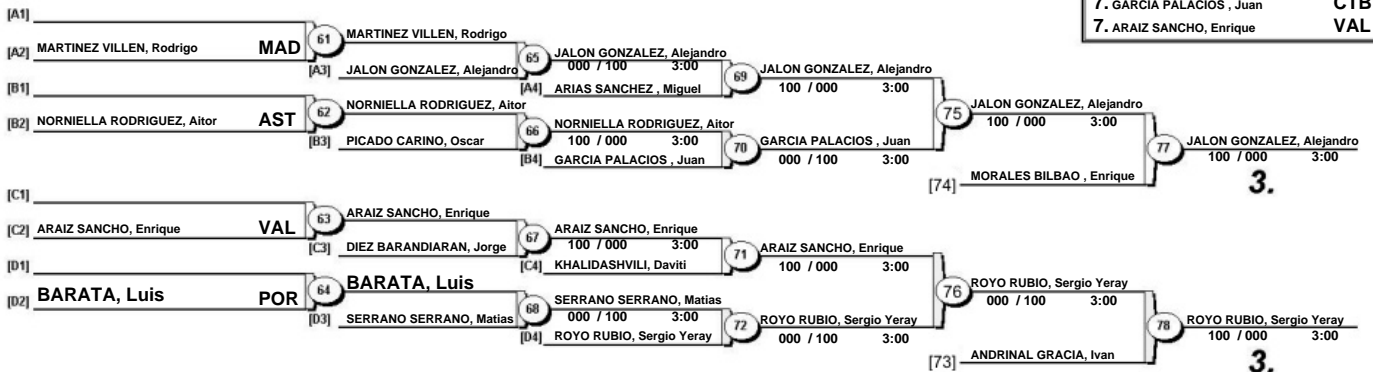 7. GARCIA PALACIOS , Juan CTB
7. ARAIZ SANCHO, Enrique VAL
[A1]
[A2] MARTINEZ VILLEN, Rodrigo MAD 61 MARTINEZ VILLEN, Rodrigo
[A3] JALON GONZALEZ, Alejandro 65 JALON GONZALEZ, Alejandro
000 / 100 3:00
[A4] ARIAS SANCHEZ , Miguel 69 JALON GONZALEZ, Alejandro
100 / 000 3:00
[B1]
[B2] NORNIELLA RODRIGUEZ, Aitor AST 62 NORNIELLA RODRIGUEZ, Aitor
[B3] PICADO CARINO, Oscar 66 NORNIELLA RODRIGUEZ, Aitor
100 / 000 3:00
[B4] GARCIA PALACIOS , Juan 70 GARCIA PALACIOS , Juan
000 / 100 3:00
75 JALON GONZALEZ, Alejandro
100 / 000 3:00
[74] MORALES BILBAO , Enrique 77 JALON GONZALEZ, Alejandro
100 / 000 3:00
3.
[C1]
[C2] ARAIZ SANCHO, Enrique VAL 63 ARAIZ SANCHO, Enrique
[C3] DIEZ BARANDIARAN, Jorge 67 ARAIZ SANCHO, Enrique
100 / 000 3:00
[C4] KHALIDASHVILI, Daviti 71 ARAIZ SANCHO, Enrique
100 / 000 3:00
[D1]
[D2] BARATA, Luis POR 64 BARATA, Luis
[D3] SERRANO SERRANO, Matias 68 SERRANO SERRANO, Matias
000 / 100 3:00
[D4] ROYO RUBIO, Sergio Yeray 72 ROYO RUBIO, Sergio Yeray
000 / 100 3:00
76 ROYO RUBIO, Sergio Yeray
000 / 100 3:00
[73] ANDRINAL GRACIA, Ivan 78 ROYO RUBIO, Sergio Yeray
100 / 000 3:00
3.